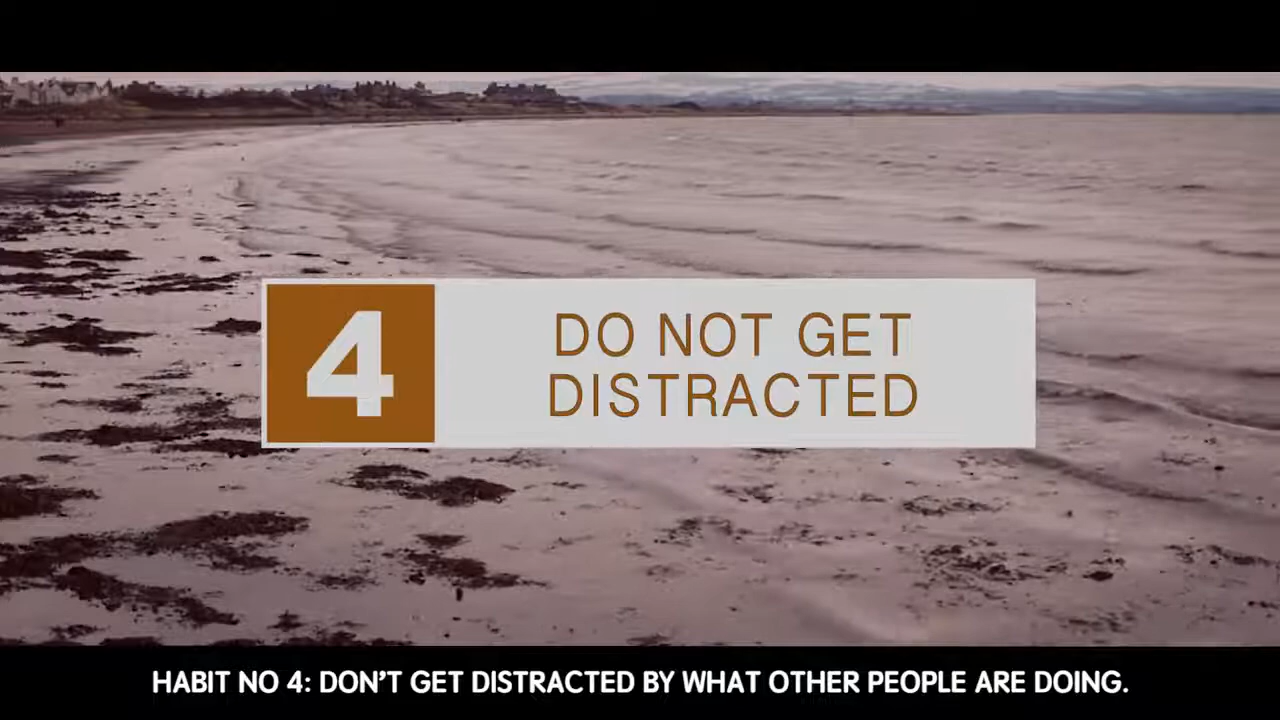 4
DO NOT GET
DISTRACTED
HABIT NO 4: DON'T GET DISTRACTED BY WHAT OTHER PEOPLE ARE DOING.